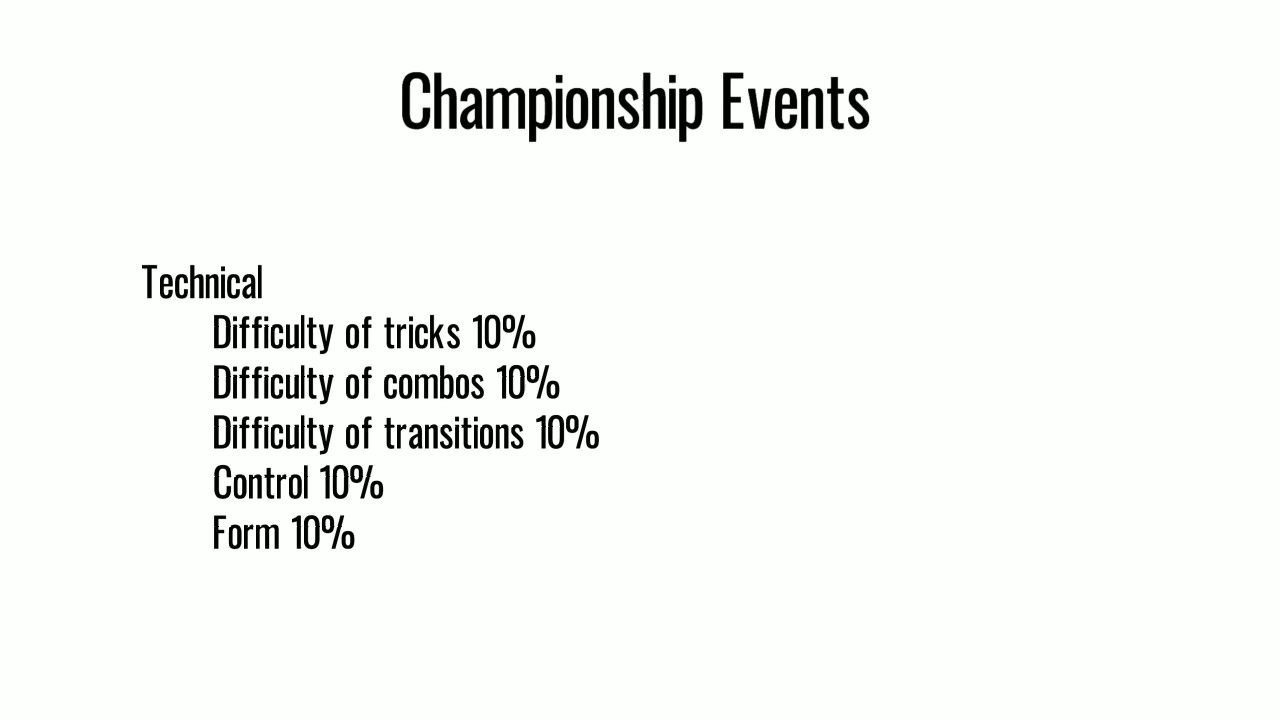 Championship Events
Technical
Difficulty of tricks 10%
Difficulty of combos 10%
Difficulty of transitions 10%
Control 10%
Form 10%